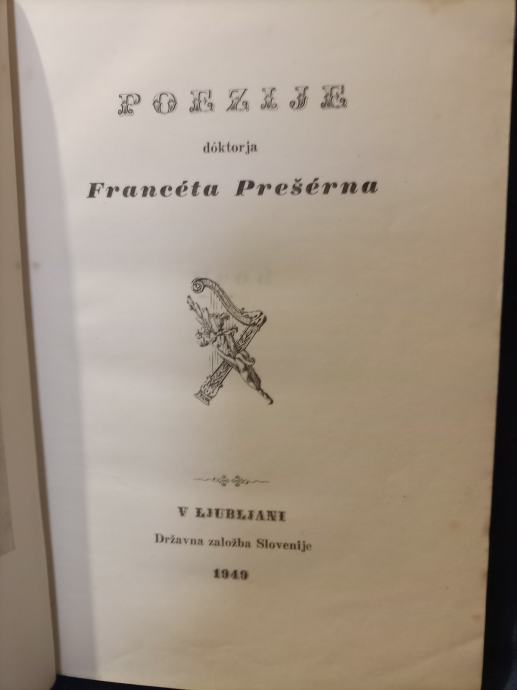 POEZIJE
dóktorja
Francéta Prešérna
V LJUBLJANI
Državna založba Slovenije
1949